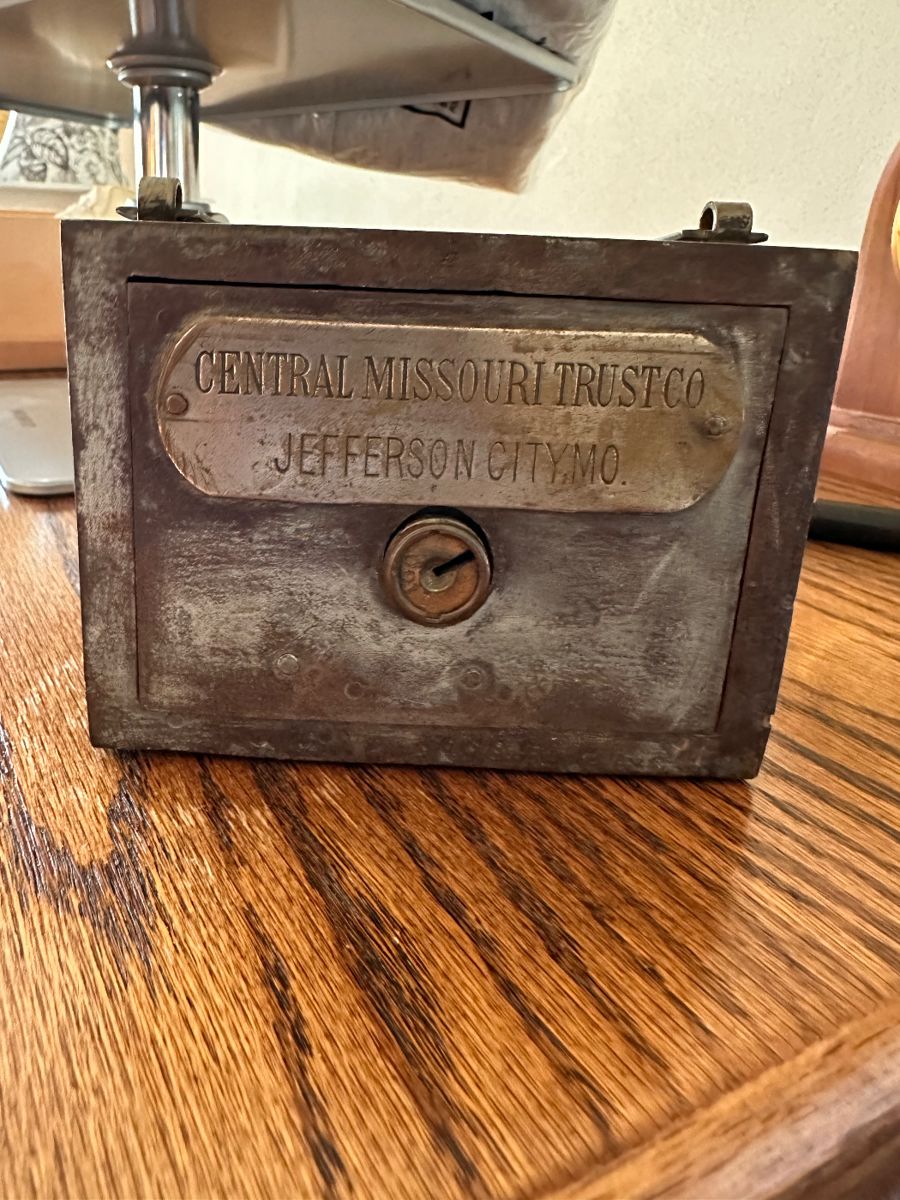 CENTRAL MISSOURI TRUST CO
JEFFERSON CITY, MO.